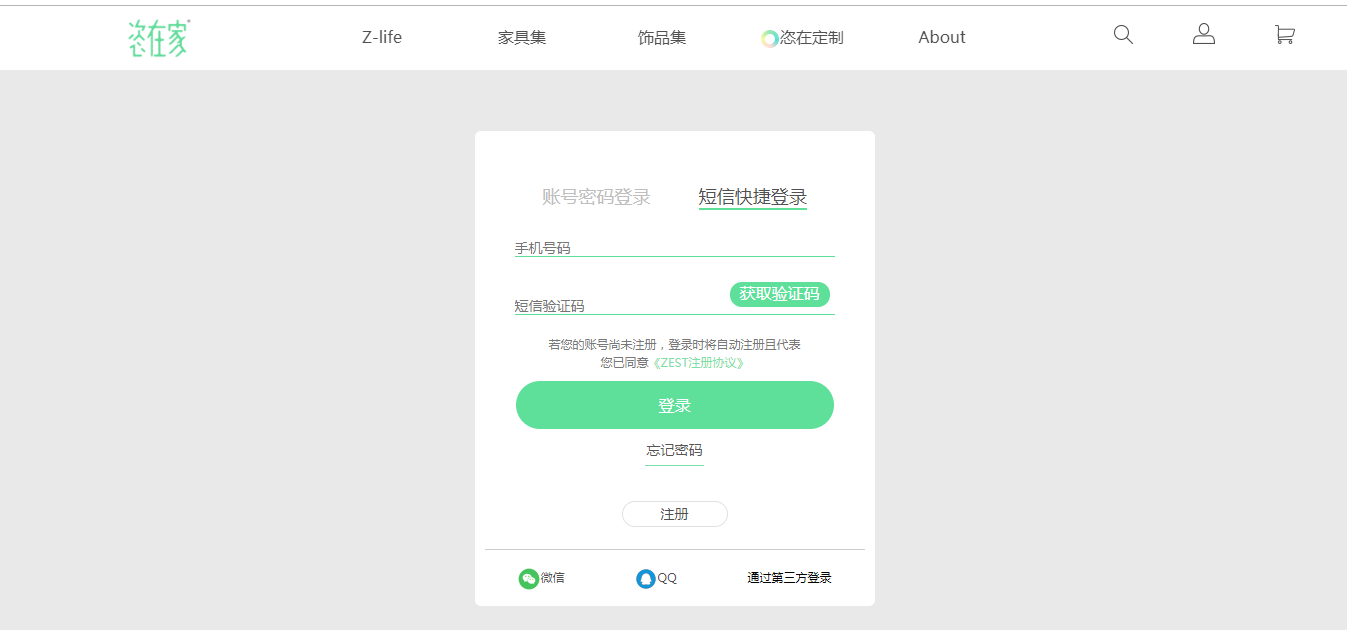 恣在家
Z-life
家具集
饰品集
恣在定制
About
账号密码登录
短信快捷登录
手机号码
短信验证码
获取验证码
若您的账号尚未注册，登录时将自动注册且代表
您已同意《ZEST注册协议》
登录
忘记密码
注册
微信
QQ
通过第三方登录